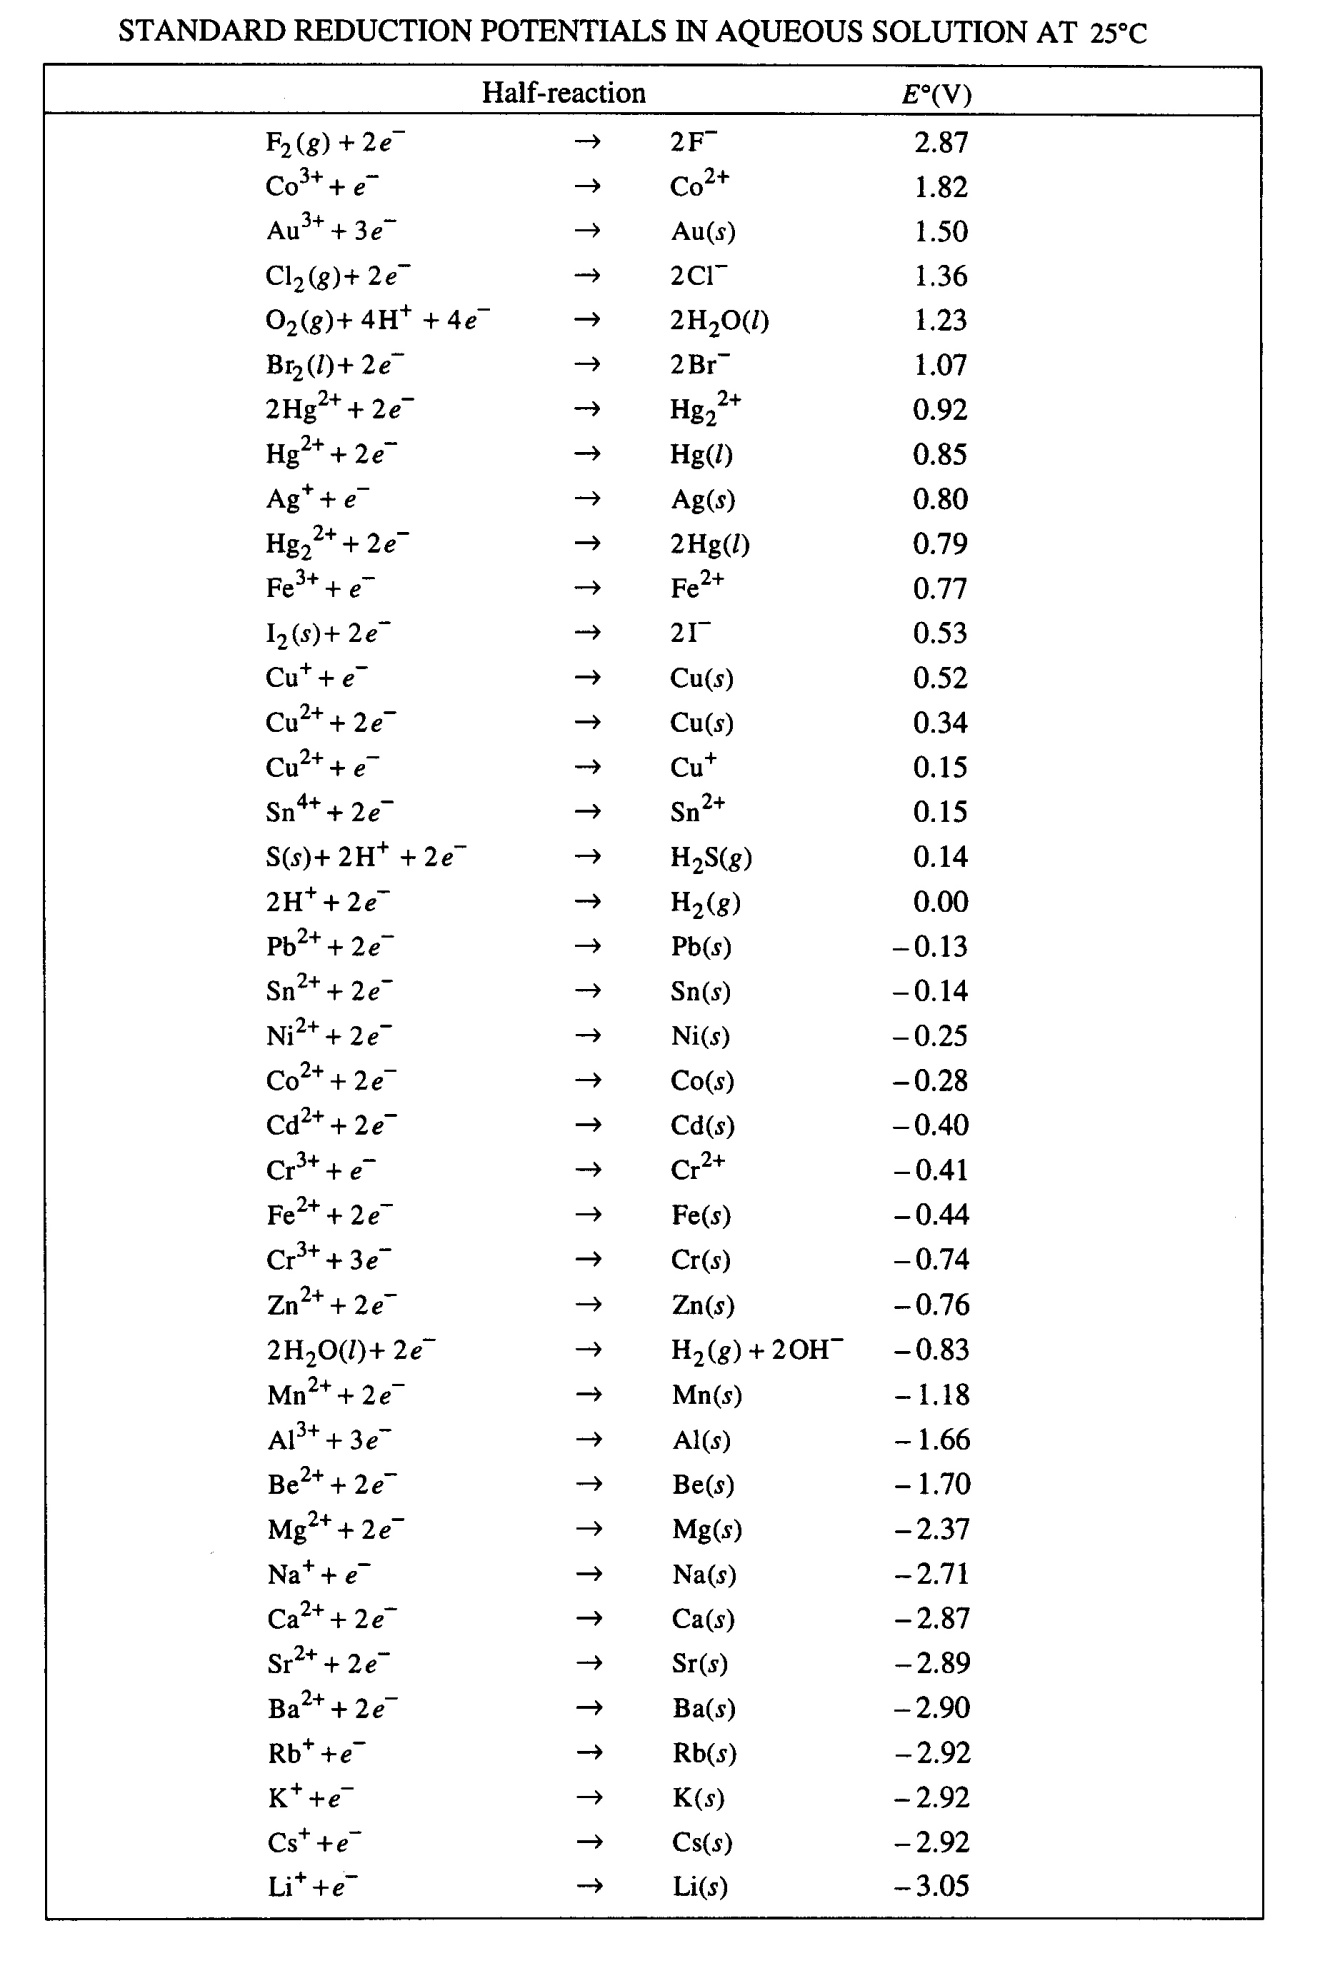 STANDARD REDUCTION POTENTIALS IN AQUEOUS SOLUTION AT 25°C
Half-reaction E°(V)
F₂(g) + 2e⁻ → 2F⁻ 2.87
Co³⁺ + e⁻ → Co²⁺ 1.82
Au³⁺ + 3e⁻ → Au(s) 1.50
Cl₂(g) + 2e⁻ → 2Cl⁻ 1.36
O₂(g) + 4H⁺ + 4e⁻ → 2H₂O(l) 1.23
Br₂(l) + 2e⁻ → 2Br⁻ 1.07
2Hg²⁺ + 2e⁻ → Hg₂²⁺ 0.92
Hg²⁺ + 2e⁻ → Hg(l) 0.85
Ag⁺ + e⁻ → Ag(s) 0.80
Hg₂²⁺ + 2e⁻ → 2Hg(l) 0.79
Fe³⁺ + e⁻ → Fe²⁺ 0.77
I₂(s) + 2e⁻ → 2I⁻ 0.53
Cu⁺ + e⁻ → Cu(s) 0.52
Cu²⁺ + 2e⁻ → Cu(s) 0.34
Cu²⁺ + e⁻ → Cu⁺ 0.15
Sn⁴⁺ + 2e⁻ → Sn²⁺ 0.15
S(s) + 2H⁺ + 2e⁻ → H₂S(g) 0.14
2H⁺ + 2e⁻ → H₂(g) 0.00
Pb²⁺ + 2e⁻ → Pb(s) −0.13
Sn²⁺ + 2e⁻ → Sn(s) −0.14
Ni²⁺ + 2e⁻ → Ni(s) −0.25
Co²⁺ + 2e⁻ → Co(s) −0.28
Cd²⁺ + 2e⁻ → Cd(s) −0.40
Cr³⁺ + e⁻ → Cr²⁺ −0.41
Fe²⁺ + 2e⁻ → Fe(s) −0.44
Cr³⁺ + 3e⁻ → Cr(s) −0.74
Zn²⁺ + 2e⁻ → Zn(s) −0.76
2H₂O(l) + 2e⁻ → H₂(g) + 2OH⁻ −0.83
Mn²⁺ + 2e⁻ → Mn(s) −1.18
Al³⁺ + 3e⁻ → Al(s) −1.66
Be²⁺ + 2e⁻ → Be(s) −1.70
Mg²⁺ + 2e⁻ → Mg(s) −2.37
Na⁺ + e⁻ → Na(s) −2.71
Ca²⁺ + 2e⁻ → Ca(s) −2.87
Sr²⁺ + 2e⁻ → Sr(s) −2.89
Ba²⁺ + 2e⁻ → Ba(s) −2.90
Rb⁺ + e⁻ → Rb(s) −2.92
K⁺ + e⁻ → K(s) −2.92
Cs⁺ + e⁻ → Cs(s) −2.92
Li⁺ + e⁻ → Li(s) −3.05